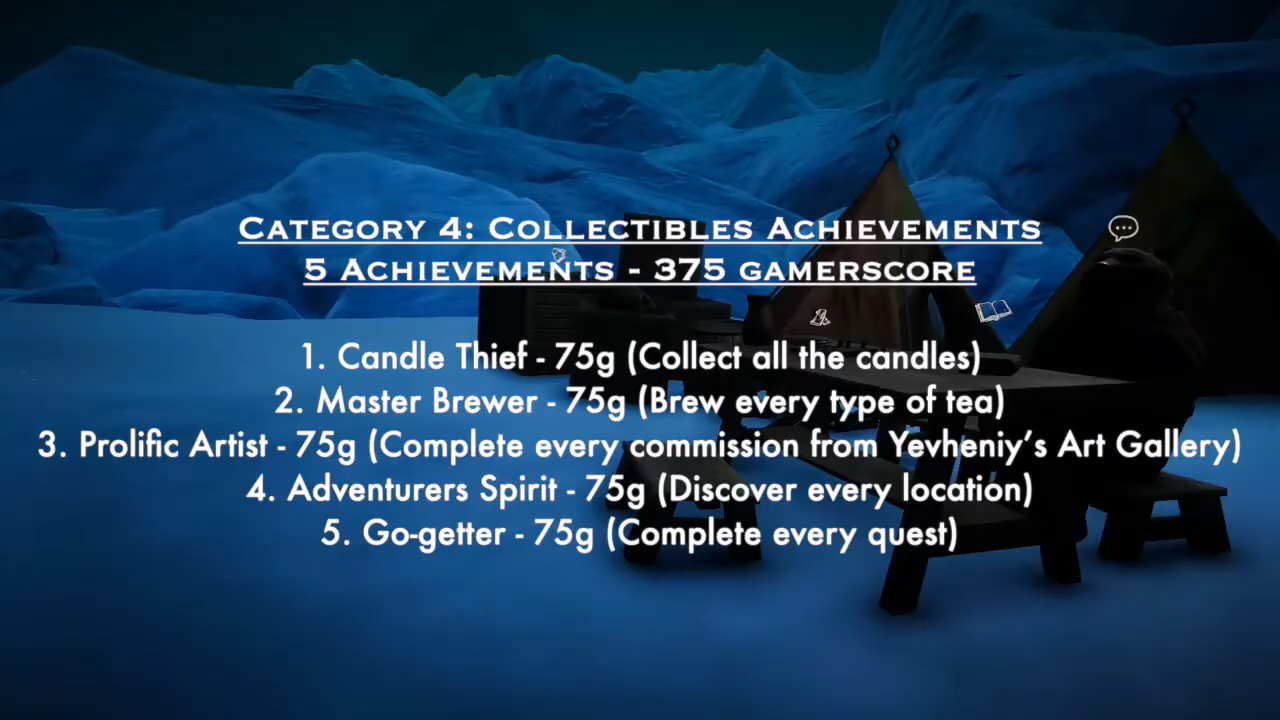 Category 4: Collectibles Achievements
5 Achievements - 375 gamerscore
1. Candle Thief - 75g (Collect all the candles)
2. Master Brewer - 75g (Brew every type of tea)
3. Prolific Artist - 75g (Complete every commission from Yevheniy’s Art Gallery)
4. Adventurers Spirit - 75g (Discover every location)
5. Go-getter - 75g (Complete every quest)